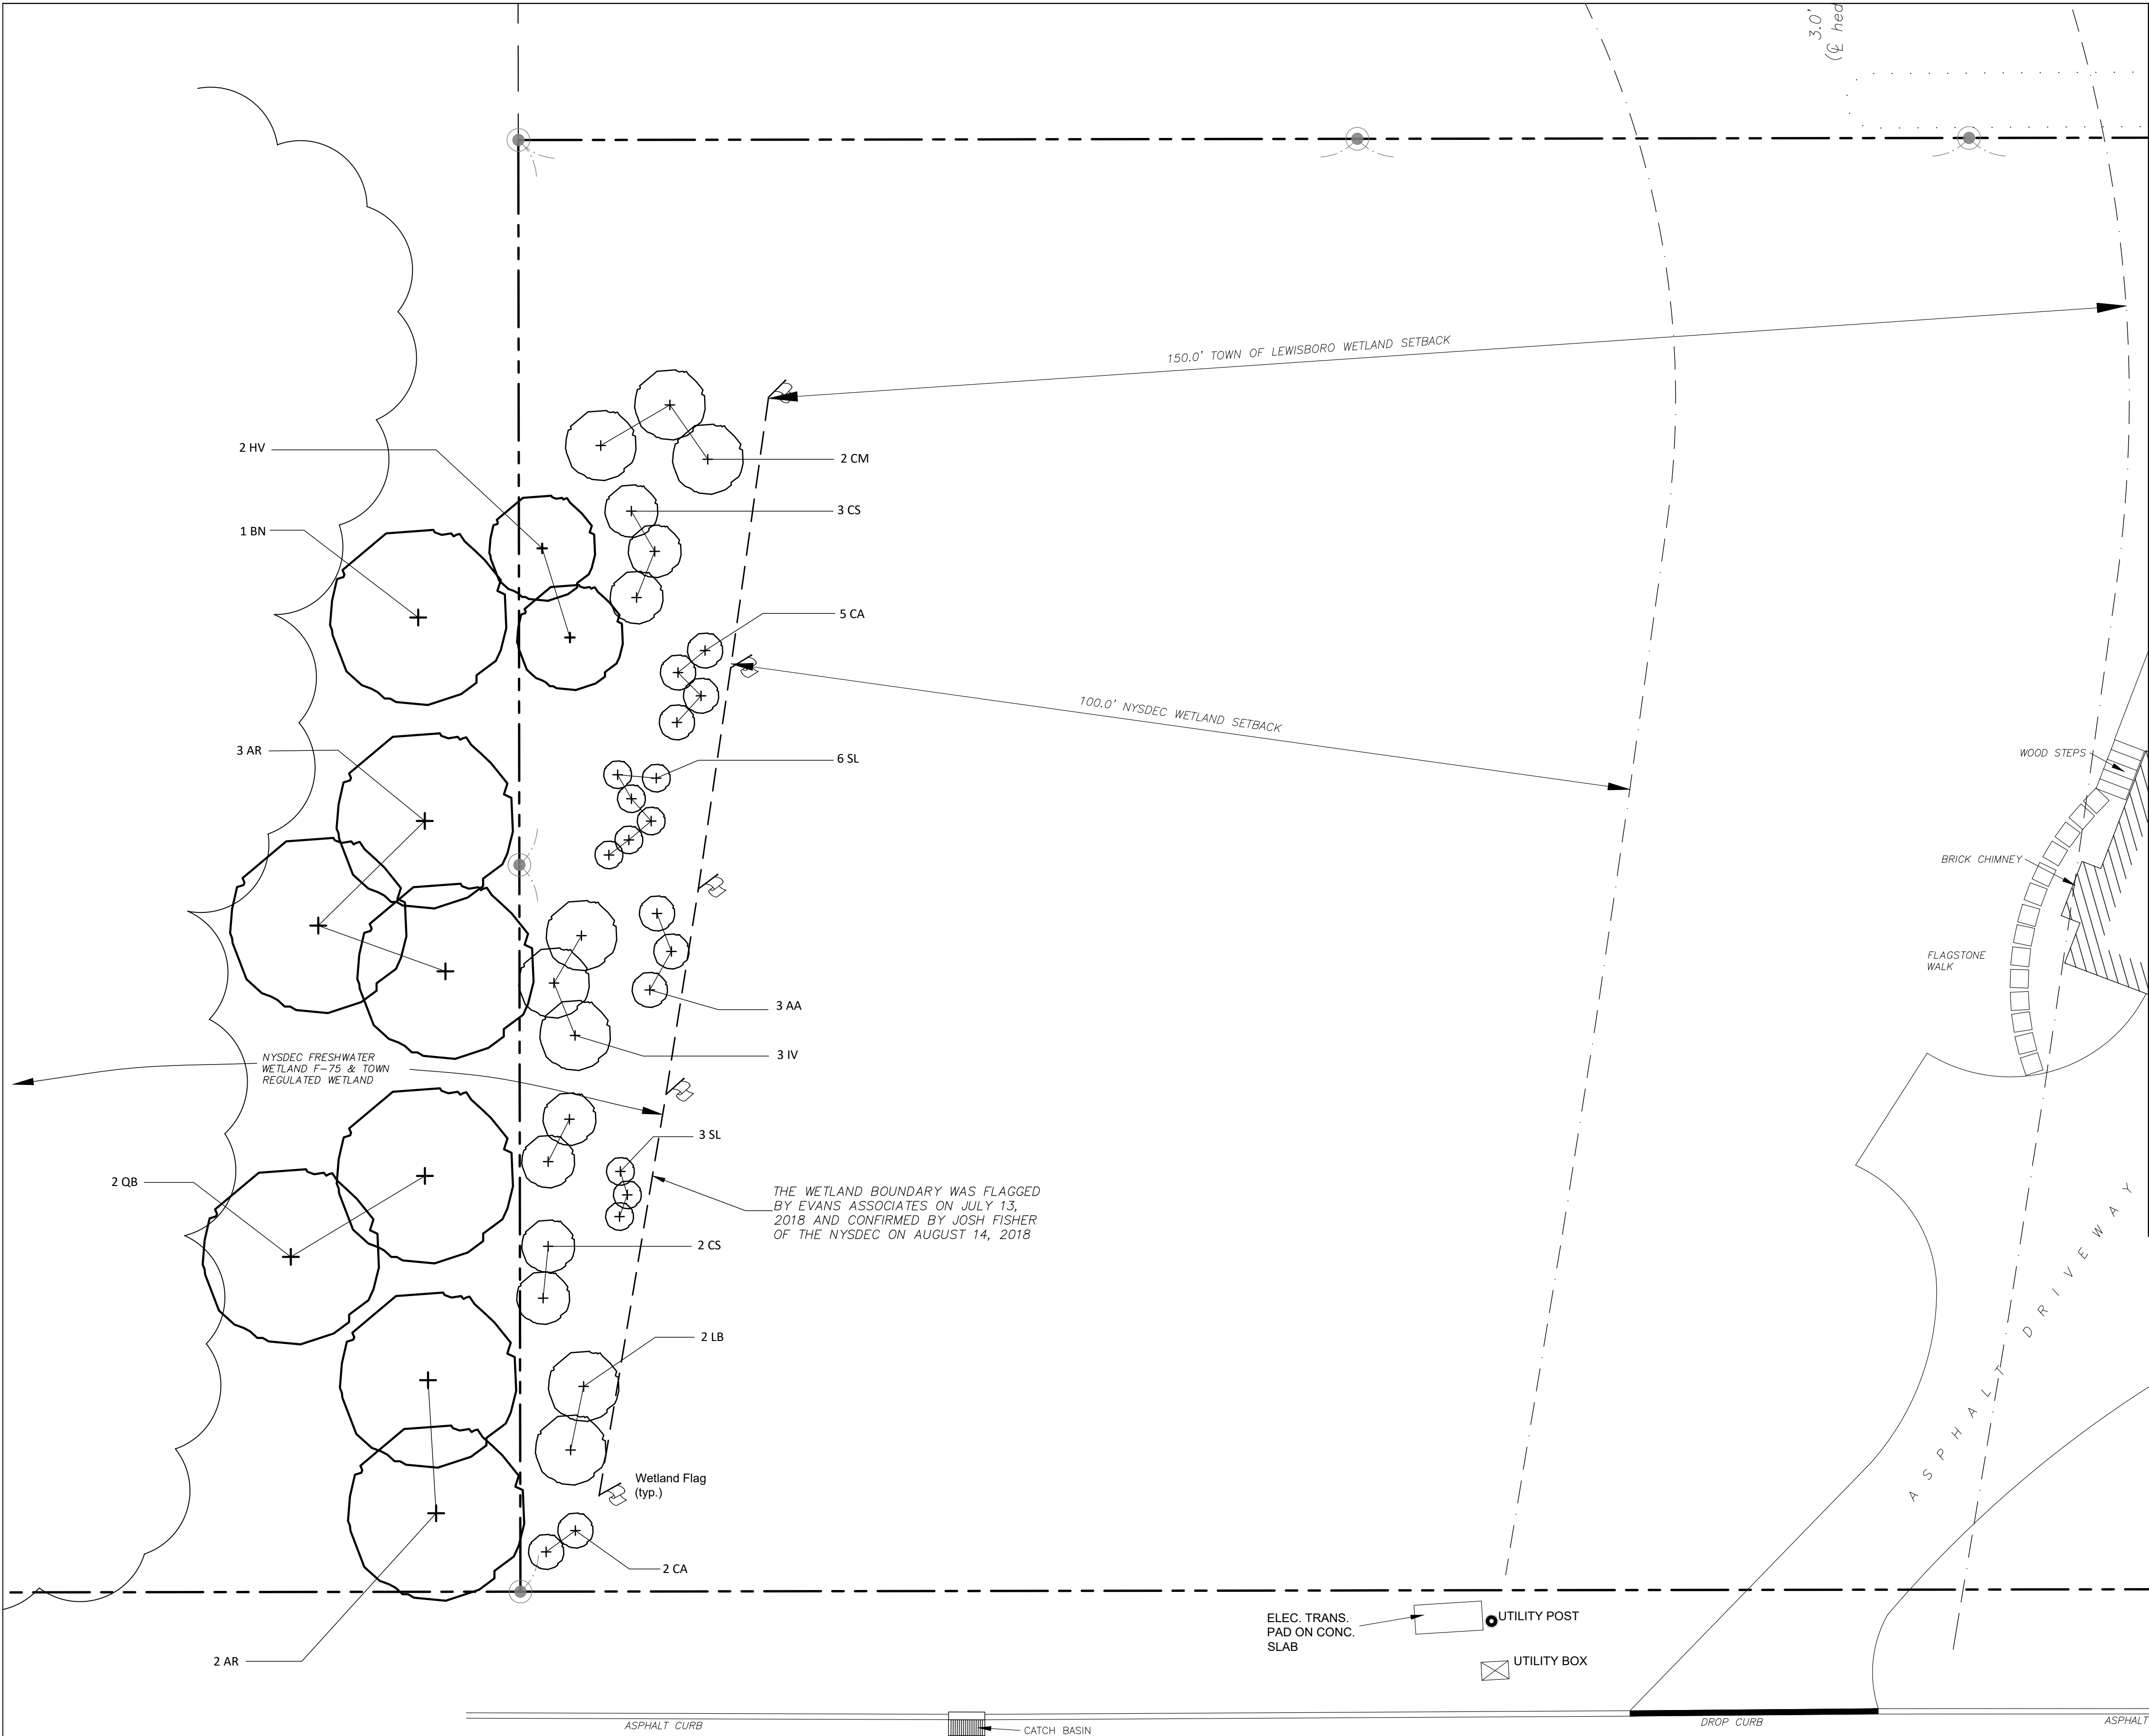 3.0'
(℄ hed
150.0' TOWN OF LEWISBORO WETLAND SETBACK
2 HV
2 CM
3 CS
1 BN
5 CA
100.0' NYSDEC WETLAND SETBACK
3 AR
6 SL
WOOD STEPS
BRICK CHIMNEY
FLAGSTONE
WALK
3 AA
3 IV
NYSDEC FRESHWATER
WETLAND F-75 & TOWN
REGULATED WETLAND
3 SL
2 QB
THE WETLAND BOUNDARY WAS FLAGGED
BY EVANS ASSOCIATES ON JULY 13,
2018 AND CONFIRMED BY JOSH FISHER
OF THE NYSDEC ON AUGUST 14, 2018
2 CS
2 LB
ASPHALT DRIVEWAY
Wetland Flag
(typ.)
2 CA
ELEC. TRANS.
PAD ON CONC.
SLAB
UTILITY POST
UTILITY BOX
2 AR
ASPHALT CURB
CATCH BASIN
DROP CURB
ASPHALT